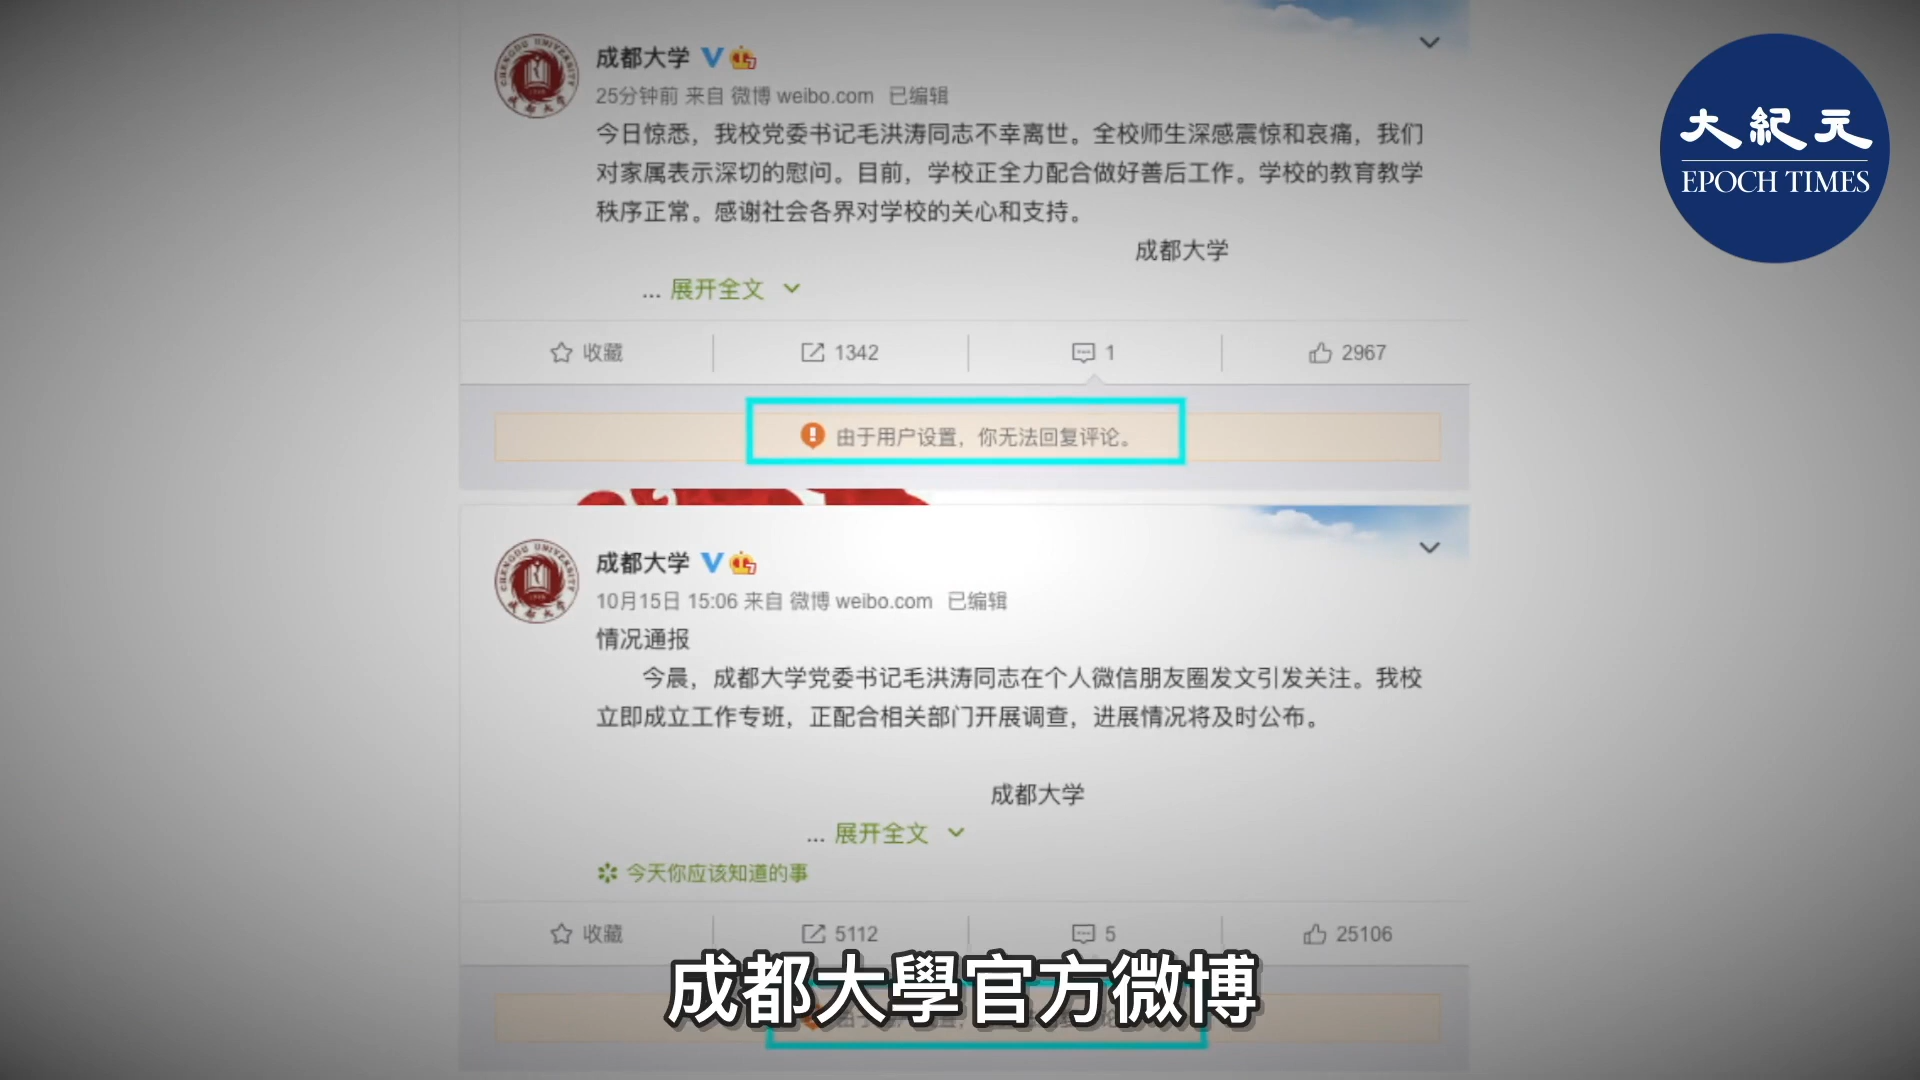 成都大学
25分钟前 来自 微博 weibo.com 已编辑
今日惊悉，我校党委书记毛洪涛同志不幸离世。全校师生深感震惊和哀痛，我们
对家属表示深切的慰问。目前，学校正全力配合做好善后工作。学校的教育教学
秩序正常。感谢社会各界对学校的关心和支持。
成都大学
... 展开全文
收藏
1342
1
2967
由于用户设置，你无法回复评论。
大紀元
EPOCH TIMES
CHENGDU UNIVERSITY
成都大学
成都大学
10月15日 15:06 来自 微博 weibo.com 已编辑
情况通报
今晨，成都大学党委书记毛洪涛同志在个人微信朋友圈发文引发关注。我校
立即成立工作专班，正配合相关部门开展调查，进展情况将及时公布。
成都大学
... 展开全文
今天你应该知道的事
收藏
5112
5
25106
CHENGDU UNIVERSITY
成都大学
成都大學官方微博